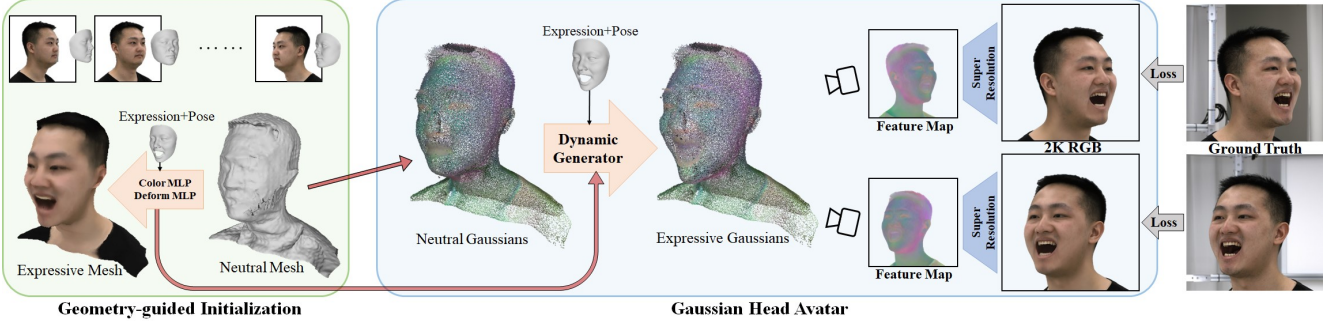 ......
Expression+Pose
Color MLP
Deform MLP
Expressive Mesh
Neutral Mesh
Geometry-guided Initialization
Expression+Pose
Dynamic
Generator
Neutral Gaussians
Expressive Gaussians
Feature Map
Super
Resolution
2K RGB
Loss
Ground Truth
Feature Map
Super
Resolution
Loss
Gaussian Head Avatar